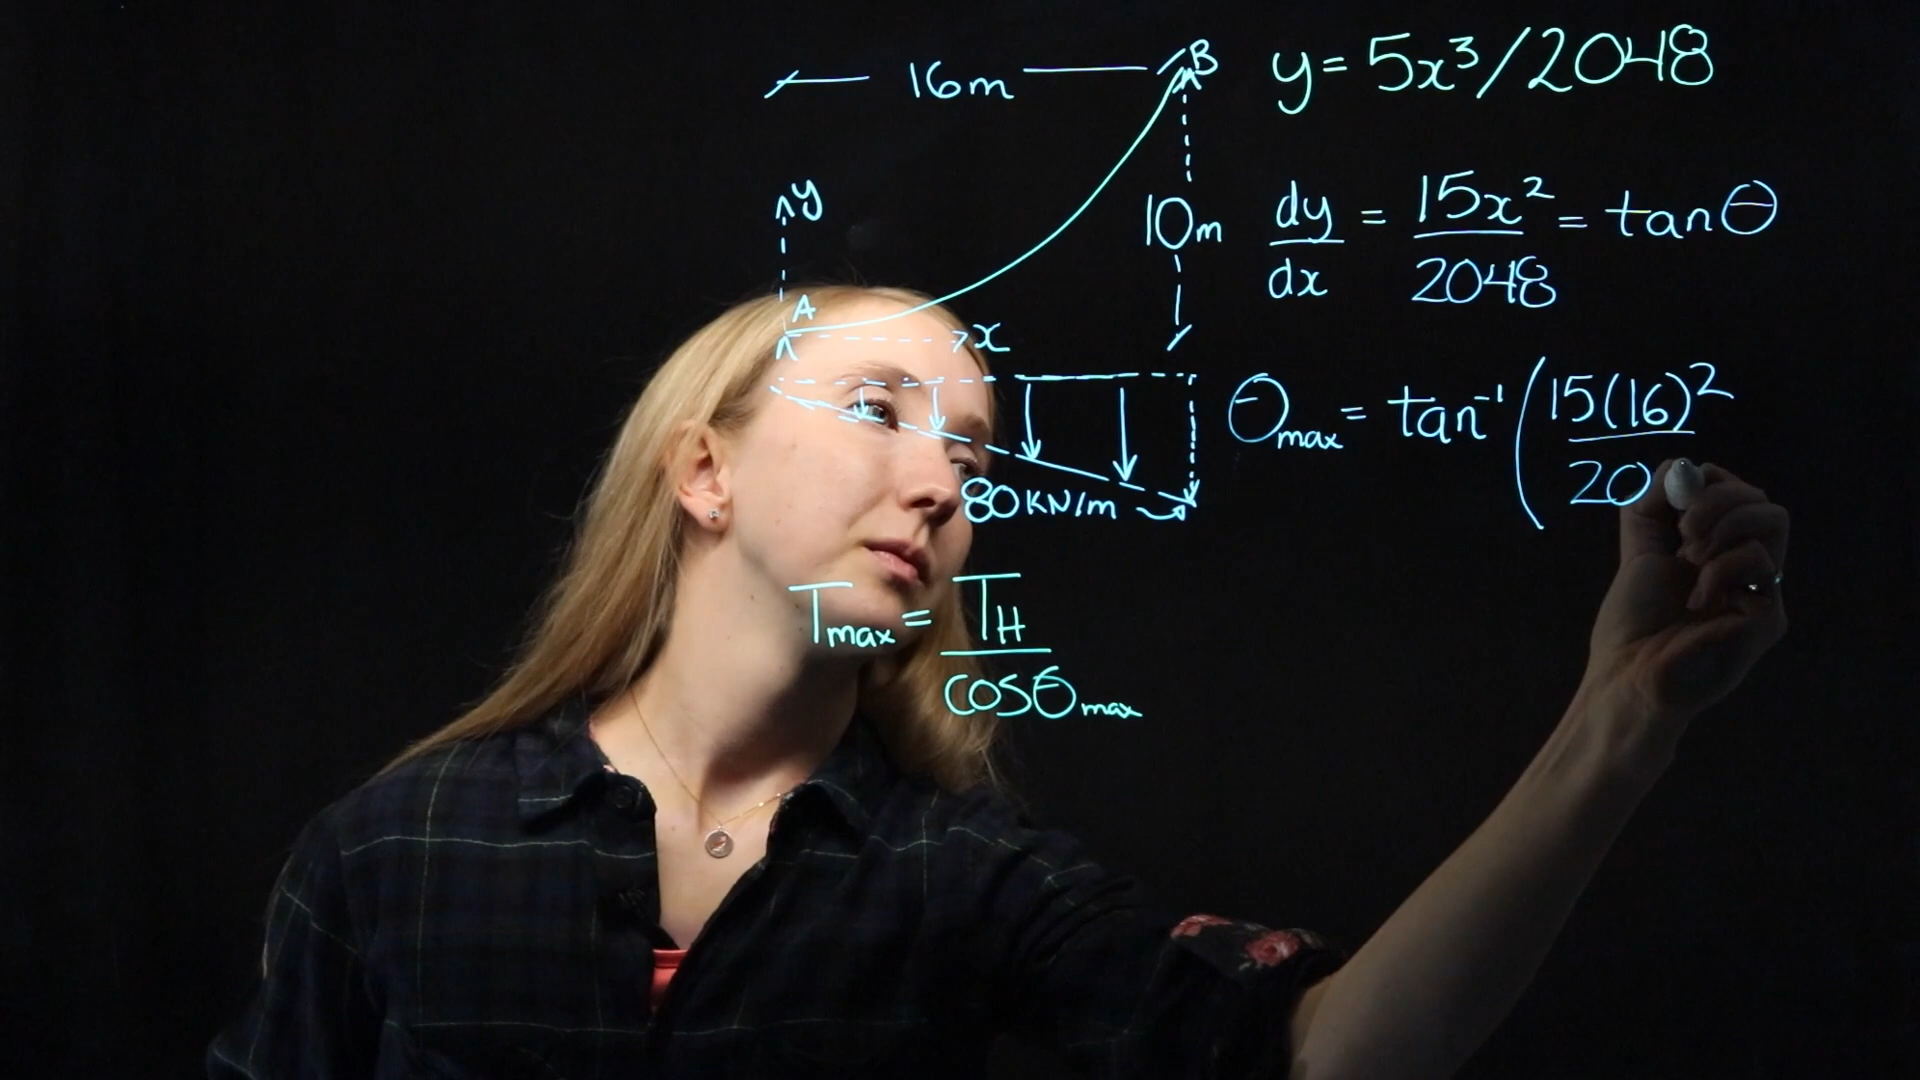 16m
B
y = 5x³/2048
y
10m
dy/dx = 15x²/2048 = tanθ
A
x
θmax = tan⁻¹(15(16)²/20
80KN/m
Tmax = TH/cosθmax